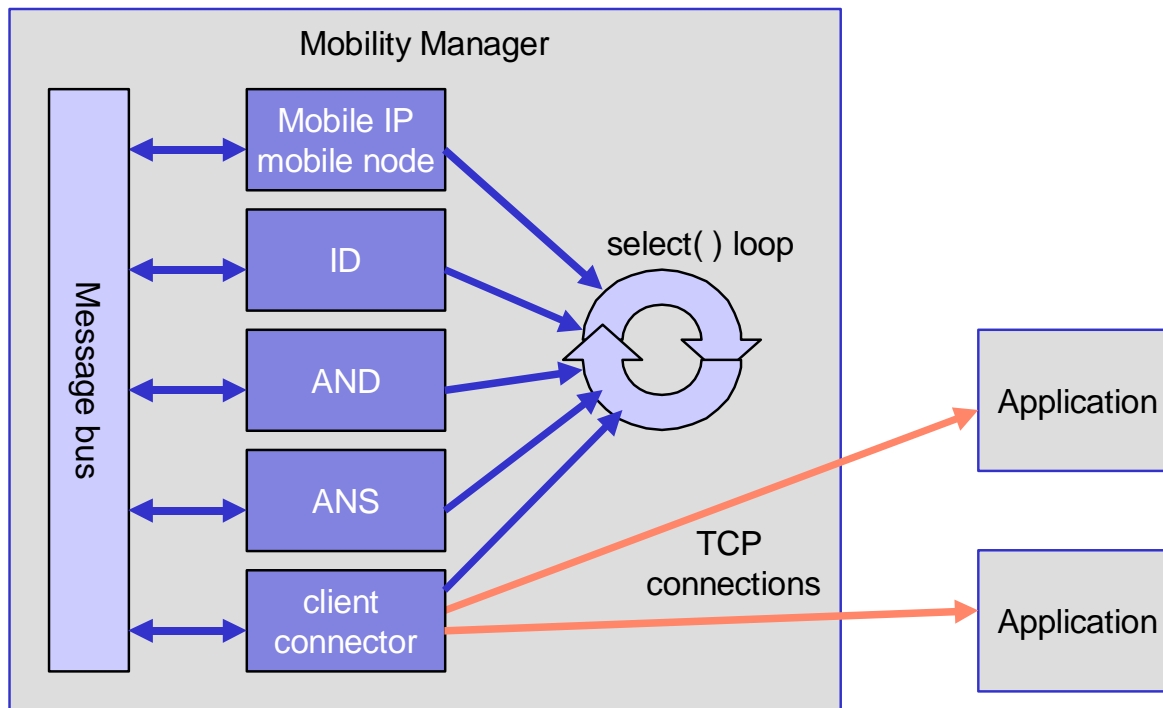 Mobility Manager
Message bus
Mobile IP
mobile node
ID
AND
ANS
client
connector
select( ) loop
TCP
connections
Application
Application